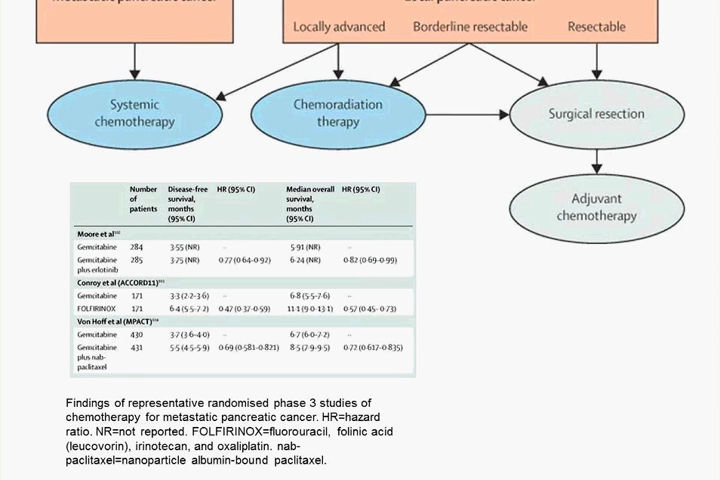 Metastatic pancreatic cancer
Local pancreatic cancer
Locally advanced Borderline resectable Resectable
Systemic
chemotherapy
Chemoradiation
therapy
Surgical resection
Adjuvant
chemotherapy
Number of patients Disease-free survival, months (95% CI) HR (95% CI) Median overall survival, months (95% CI) HR (95% CI)
Moore et al
Gemcitabine 284 3·55 (NR) ·· 5·91 (NR) ··
Gemcitabine plus erlotinib 285 3·75 (NR) 0·77 (0·64-0·92) 6·24 (NR) 0·82 (0·69-0·99)
Conroy et al (ACCORD11)
Gemcitabine 171 3·3 (2·2-3·6) ·· 6·8 (5·5-7·6) ··
FOLFIRINOX 171 6·4 (5·5-7·2) 0·47 (0·37-0·59) 11·1 (9·0-13·1) 0·57 (0·45-0·73)
Von Hoff et al (MPACT)
Gemcitabine 430 3·7 (3·6-4·0) ·· 6·7 (6·0-7·2) ··
Gemcitabine plus nab-paclitaxel 431 5·5 (4·5-5·9) 0·69 (0·581-0·821) 8·5 (7·9-9·5) 0·72 (0·617-0·835)
Findings of representative randomised phase 3 studies of
chemotherapy for metastatic pancreatic cancer. HR=hazard
ratio. NR=not reported. FOLFIRINOX=fluorouracil, folinic acid
(leucovorin), irinotecan, and oxaliplatin. nab-
paclitaxel=nanoparticle albumin-bound paclitaxel.